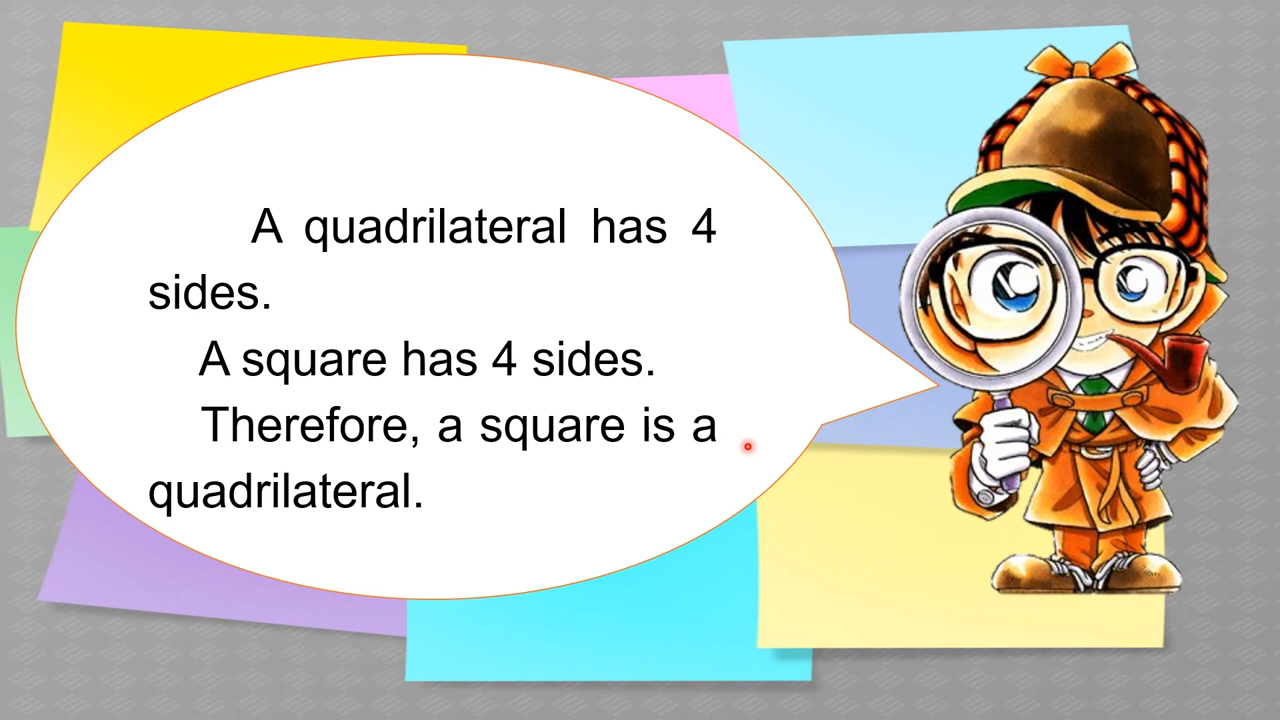 A quadrilateral has 4
sides.
A square has 4 sides.
Therefore, a square is a
quadrilateral.